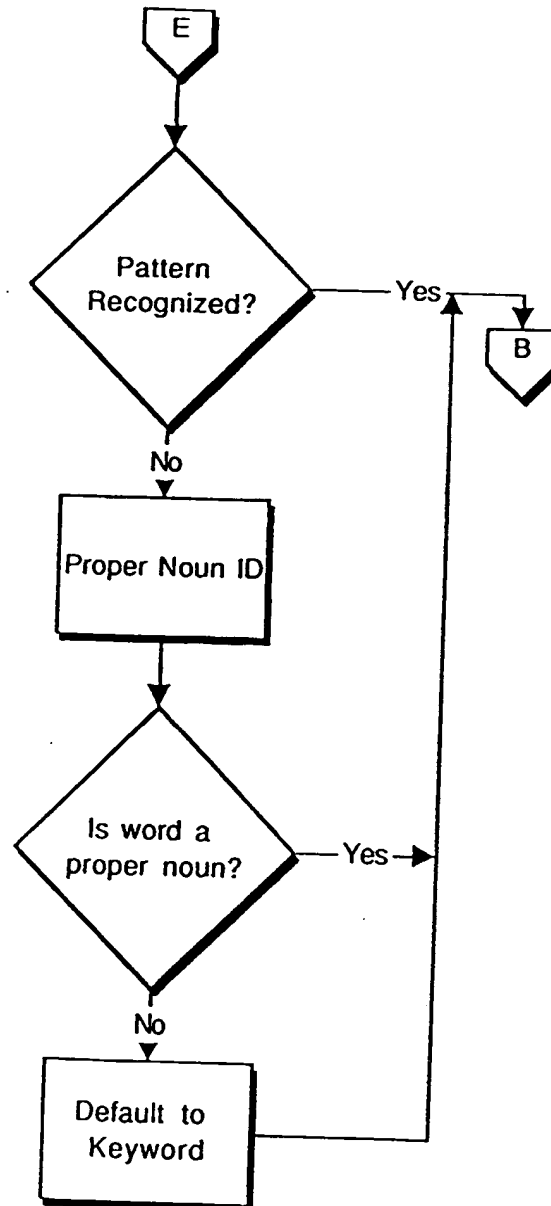 E
Pattern
Recognized?
Yes
B
No
Proper Noun ID
Is word a
proper noun?
Yes
No
Default to
Keyword